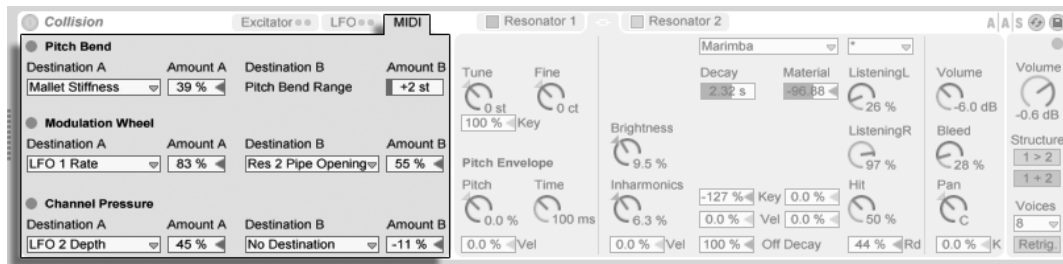 Collision
Excitator LFO MIDI
Resonator 1 Resonator 2
A A S
Pitch Bend
Destination A Amount A Destination B Amount B
Mallet Stiffness 39 % Pitch Bend Range +2 st
Modulation Wheel
Destination A Amount A Destination B Amount B
LFO 1 Rate 83 % Res 2 Pipe Opening 55 %
Channel Pressure
Destination A Amount A Destination B Amount B
LFO 2 Depth 45 % No Destination -11 %
Tune Fine
0 st 0 ct
100 % Key
Pitch Envelope
Pitch Time
0.0 % 100 ms
0.0 % Vel
Brightness
9.5 %
Inharmonics
6.3 %
0.0 % Vel
Marimba *
Decay Material
2.32 s -96.88
-127 % Key 0.0 %
0.0 % Vel 0.0 %
100 % Off Decay
ListeningL
26 %
ListeningR
97 %
Hit
50 %
44 % Rd
Volume
-6.0 dB
Bleed
28 %
Pan
C
0.0 % K
Volume
-0.6 dB
Structure
1 > 2
1 + 2
Voices
8
Retrig.